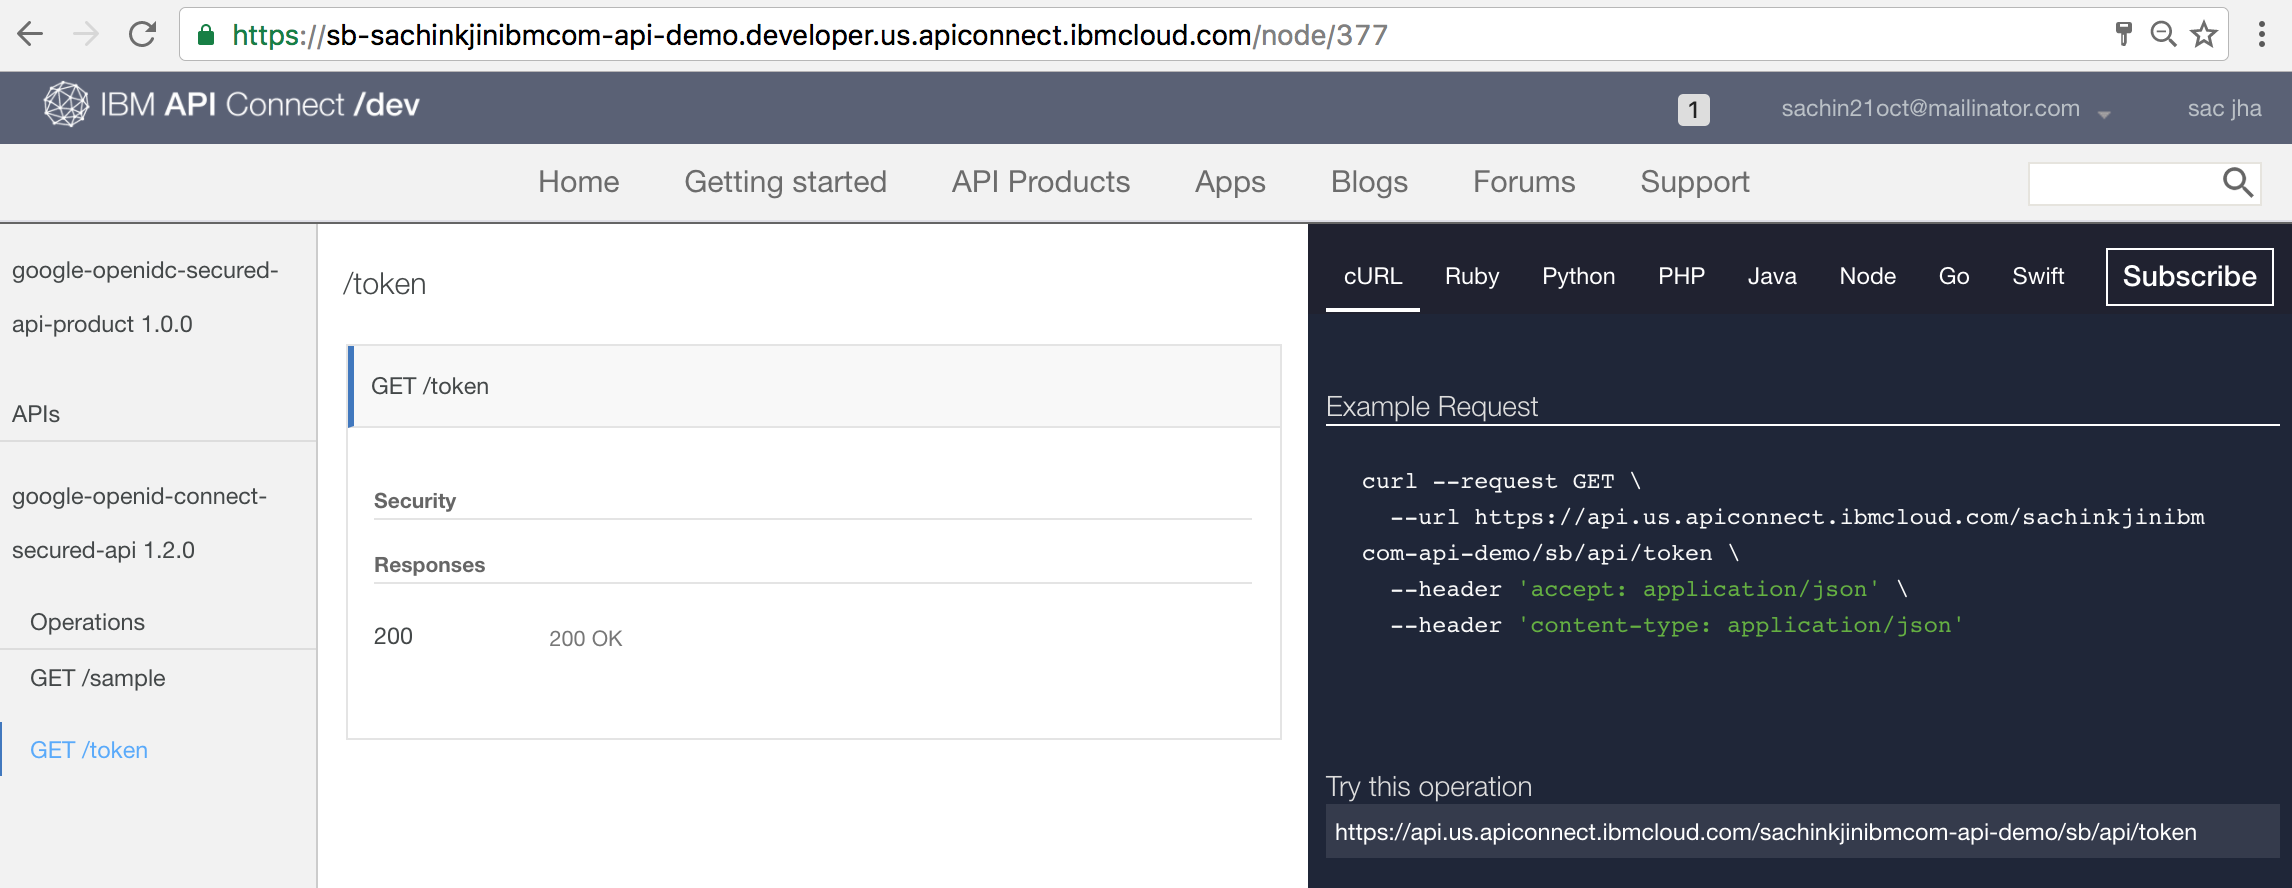 https://sb-sachinkjinibmcom-api-demo.developer.us.apiconnect.ibmcloud.com/node/377
IBM API Connect /dev
1
sachin21oct@mailinator.com
sac jha
Home
Getting started
API Products
Apps
Blogs
Forums
Support
google-openidc-secured-
api-product 1.0.0
APIs
google-openid-connect-
secured-api 1.2.0
Operations
GET /sample
GET /token
/token
GET /token
Security
Responses
200 200 OK
cURL Ruby Python PHP Java Node Go Swift Subscribe
Example Request
curl --request GET \
--url https://api.us.apiconnect.ibmcloud.com/sachinkjinibm
com-api-demo/sb/api/token \
--header 'accept: application/json' \
--header 'content-type: application/json'
Try this operation
https://api.us.apiconnect.ibmcloud.com/sachinkjinibmcom-api-demo/sb/api/token